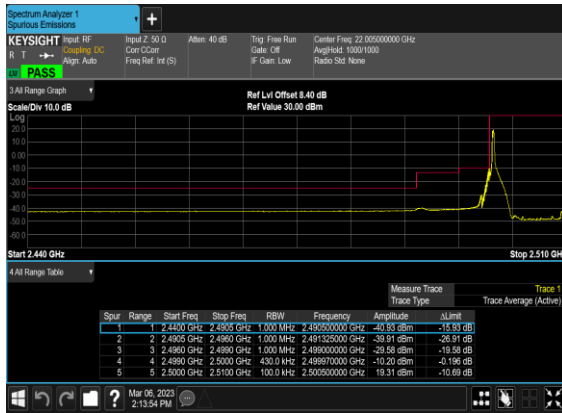 Spectrum Analyzer 1
Spurious Emissions
KEYSIGHT Input: RF Input Z: 50 Ω Atten: 40 dB Trig: Free Run Center Freq: 22.005000000 GHz
R T Coupling: DC Corr CCorr Gate: Off Avg|Hold: 1000/1000
Align: Auto Freq Ref: Int (S) IF Gain: Low Radio Std: None
PASS
3 All Range Graph
Ref Lvl Offset 8.40 dB
Scale/Div 10.0 dB Ref Value 30.00 dBm
Log
20.0
10.0
0.00
-10.0
-20.0
-30.0
-40.0
-50.0
-60.0
Start 2.440 GHz Stop 2.510 GH
4 All Range Table
Measure Trace Trace 1
Trace Type Trace Average (Active)
Spur Range Start Freq Stop Freq RBW Frequency Amplitude ΔLimit
1 1 2.4400 GHz 2.4905 GHz 1.000 MHz 2.490500000 GHz -40.93 dBm -15.93 dB
2 2 2.4905 GHz 2.4960 GHz 1.000 MHz 2.491325000 GHz -39.91 dBm -26.91 dB
3 3 2.4960 GHz 2.4990 GHz 1.000 MHz 2.499000000 GHz -29.58 dBm -19.58 dB
4 4 2.4990 GHz 2.5000 GHz 430.0 kHz 2.499970000 GHz -10.20 dBm -0.196 dB
5 5 2.5000 GHz 2.5100 GHz 100.0 kHz 2.500500000 GHz 19.31 dBm -10.69 dB
Mar 06, 2023
2:13:54 PM